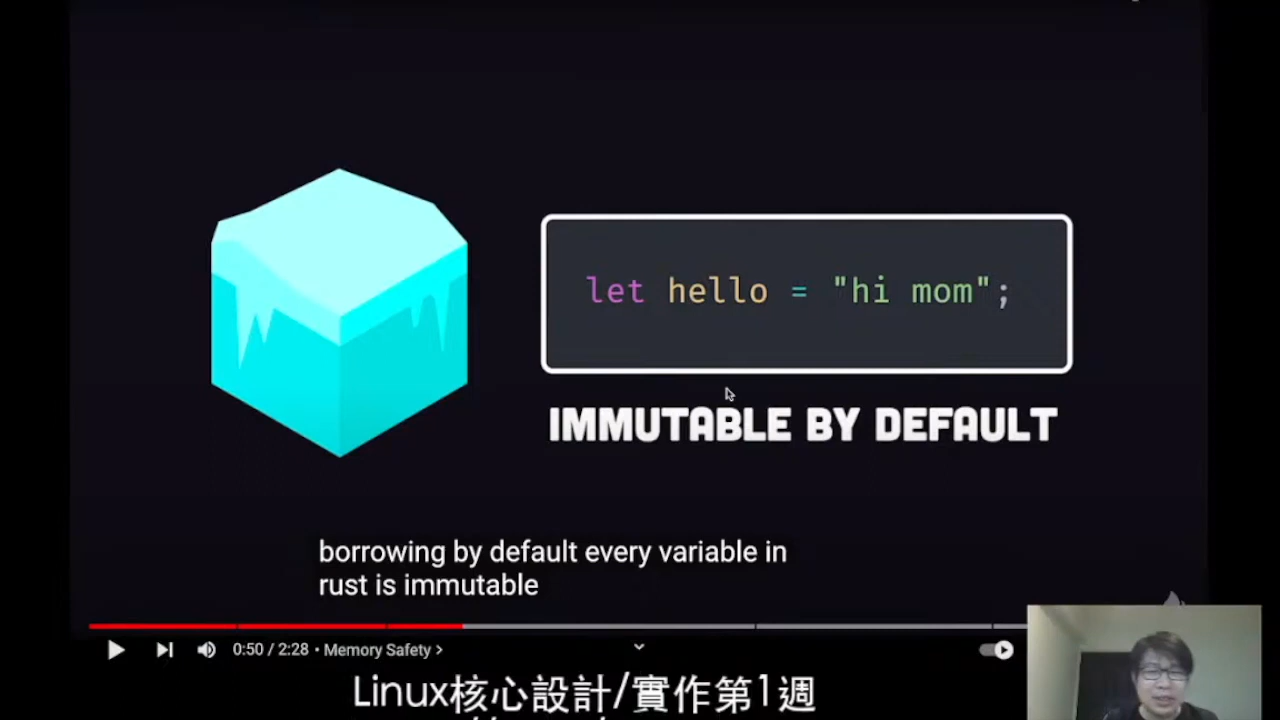 let hello = "hi mom";
IMMUTABLE BY DEFAULT
borrowing by default every variable in
rust is immutable
0:50 / 2:28 • Memory Safety >
Linux核心設計/實作第1週